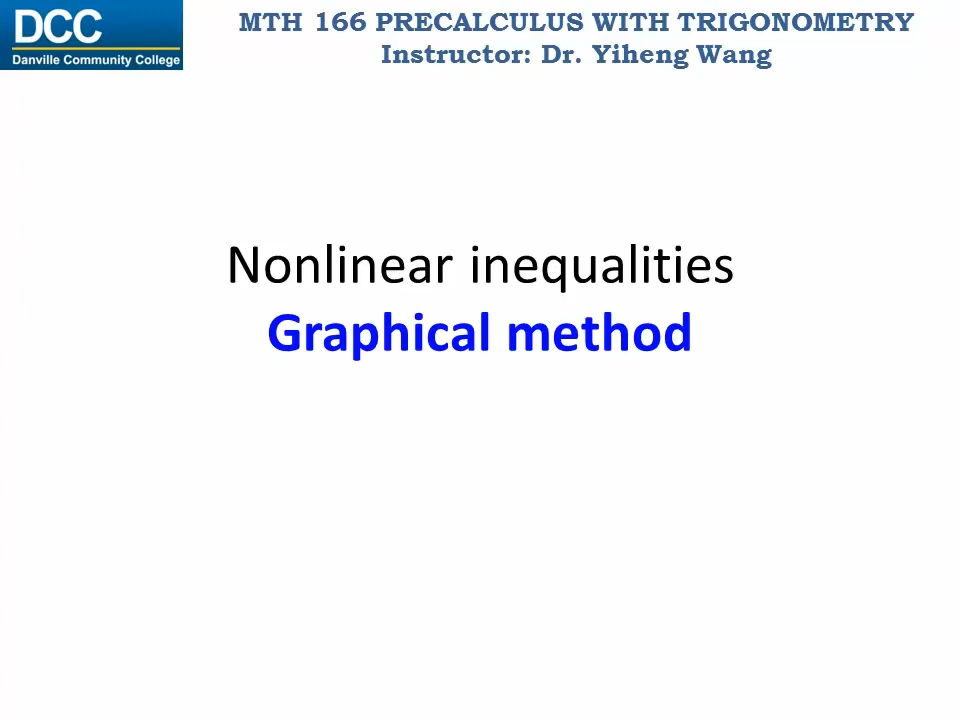 DCC
Danville Community College
MTH 166 PRECALCULUS WITH TRIGONOMETRY
Instructor: Dr. Yiheng Wang
Nonlinear inequalities
Graphical method